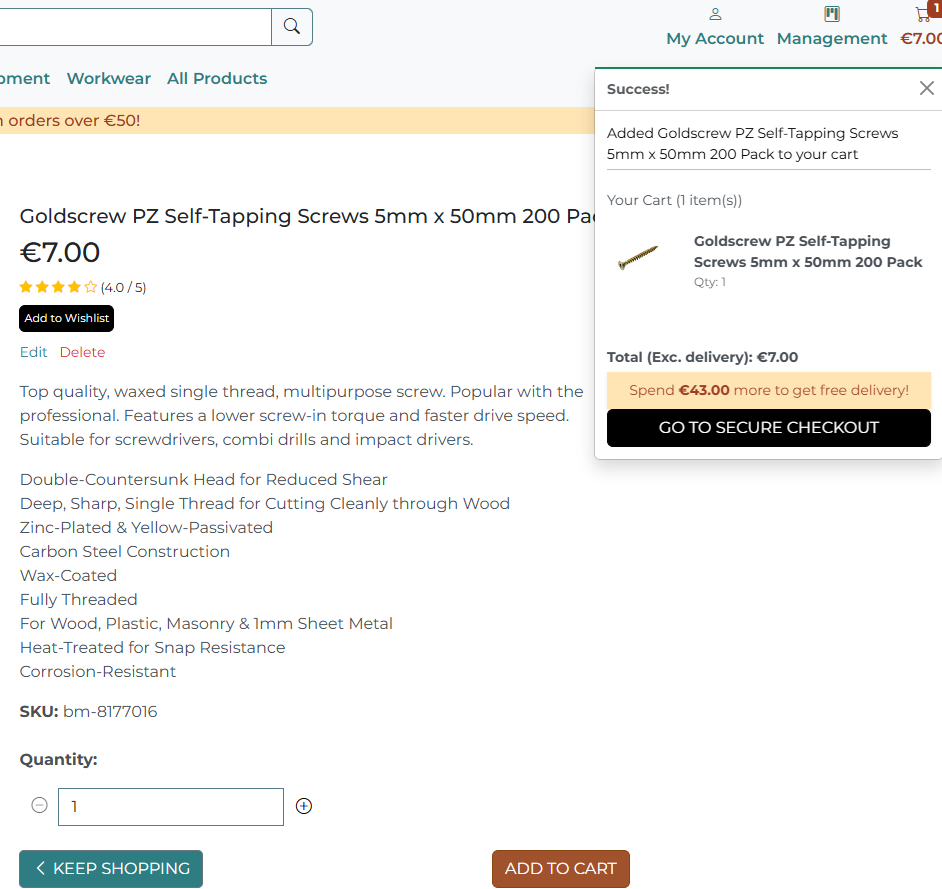 1
My Account Management €7.00
Workwear All Products
orders over €50!
Success!
Added Goldscrew PZ Self-Tapping Screws
5mm x 50mm 200 Pack to your cart
Your Cart (1 item(s))
Goldscrew PZ Self-Tapping
Screws 5mm x 50mm 200 Pack
Qty: 1
Total (Exc. delivery): €7.00
Spend €43.00 more to get free delivery!
GO TO SECURE CHECKOUT
Goldscrew PZ Self-Tapping Screws 5mm x 50mm 200
€7.00
(4.0 / 5)
Add to Wishlist
Edit Delete
Top quality, waxed single thread, multipurpose screw. Popular with the
professional. Features a lower screw-in torque and faster drive speed.
Suitable for screwdrivers, combi drills and impact drivers.
Double-Countersunk Head for Reduced Shear
Deep, Sharp, Single Thread for Cutting Cleanly through Wood
Zinc-Plated & Yellow-Passivated
Carbon Steel Construction
Wax-Coated
Fully Threaded
For Wood, Plastic, Masonry & 1mm Sheet Metal
Heat-Treated for Snap Resistance
Corrosion-Resistant
SKU: bm-8177016
Quantity:
1
KEEP SHOPPING
ADD TO CART